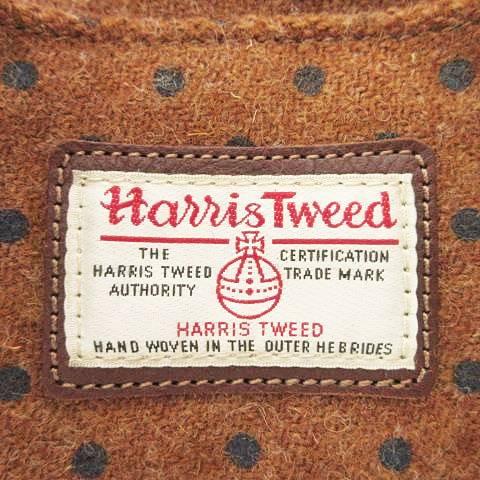 Harris Tweed
THE CERTIFICATION
HARRIS TWEED TRADE MARK
AUTHORITY
HARRIS TWEED
HAND WOVEN IN THE OUTER HEBRIDES